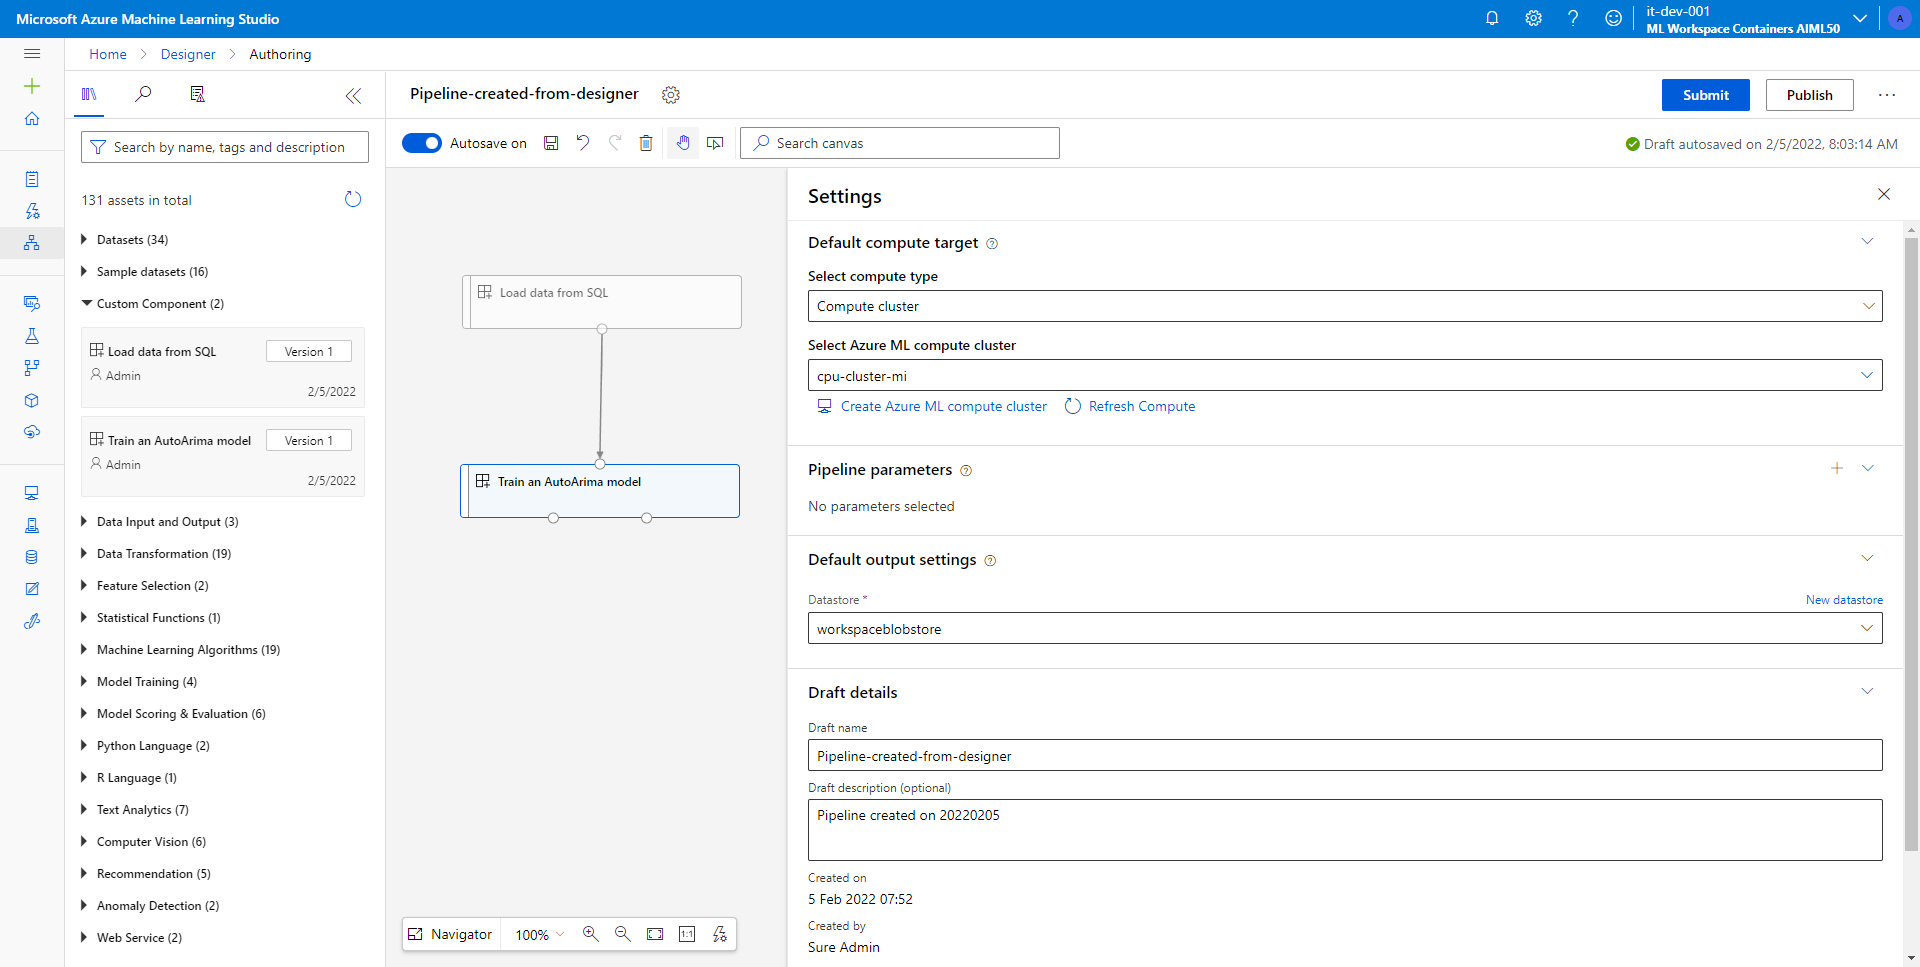 Microsoft Azure Machine Learning Studio
it-dev-001
ML Workspace Containers AIML50
A
Home
Designer
Authoring
Pipeline-created-from-designer
Submit
Publish
Search by name, tags and description
Autosave on
Search canvas
Draft autosaved on 2/5/2022, 8:03:14 AM
131 assets in total
Datasets (34)
Sample datasets (16)
Custom Component (2)
Load data from SQL
Version 1
Admin
2/5/2022
Train an AutoArima model
Version 1
Admin
2/5/2022
Data Input and Output (3)
Data Transformation (19)
Feature Selection (2)
Statistical Functions (1)
Machine Learning Algorithms (19)
Model Training (4)
Model Scoring & Evaluation (6)
Python Language (2)
R Language (1)
Text Analytics (7)
Computer Vision (6)
Recommendation (5)
Anomaly Detection (2)
Web Service (2)
Load data from SQL
Train an AutoArima model
Navigator
100%
1:1
Settings
Default compute target
Select compute type
Compute cluster
Select Azure ML compute cluster
cpu-cluster-mi
Create Azure ML compute cluster
Refresh Compute
Pipeline parameters
No parameters selected
Default output settings
Datastore *
New datastore
workspaceblobstore
Draft details
Draft name
Pipeline-created-from-designer
Draft description (optional)
Pipeline created on 20220205
Created on
5 Feb 2022 07:52
Created by
Sure Admin